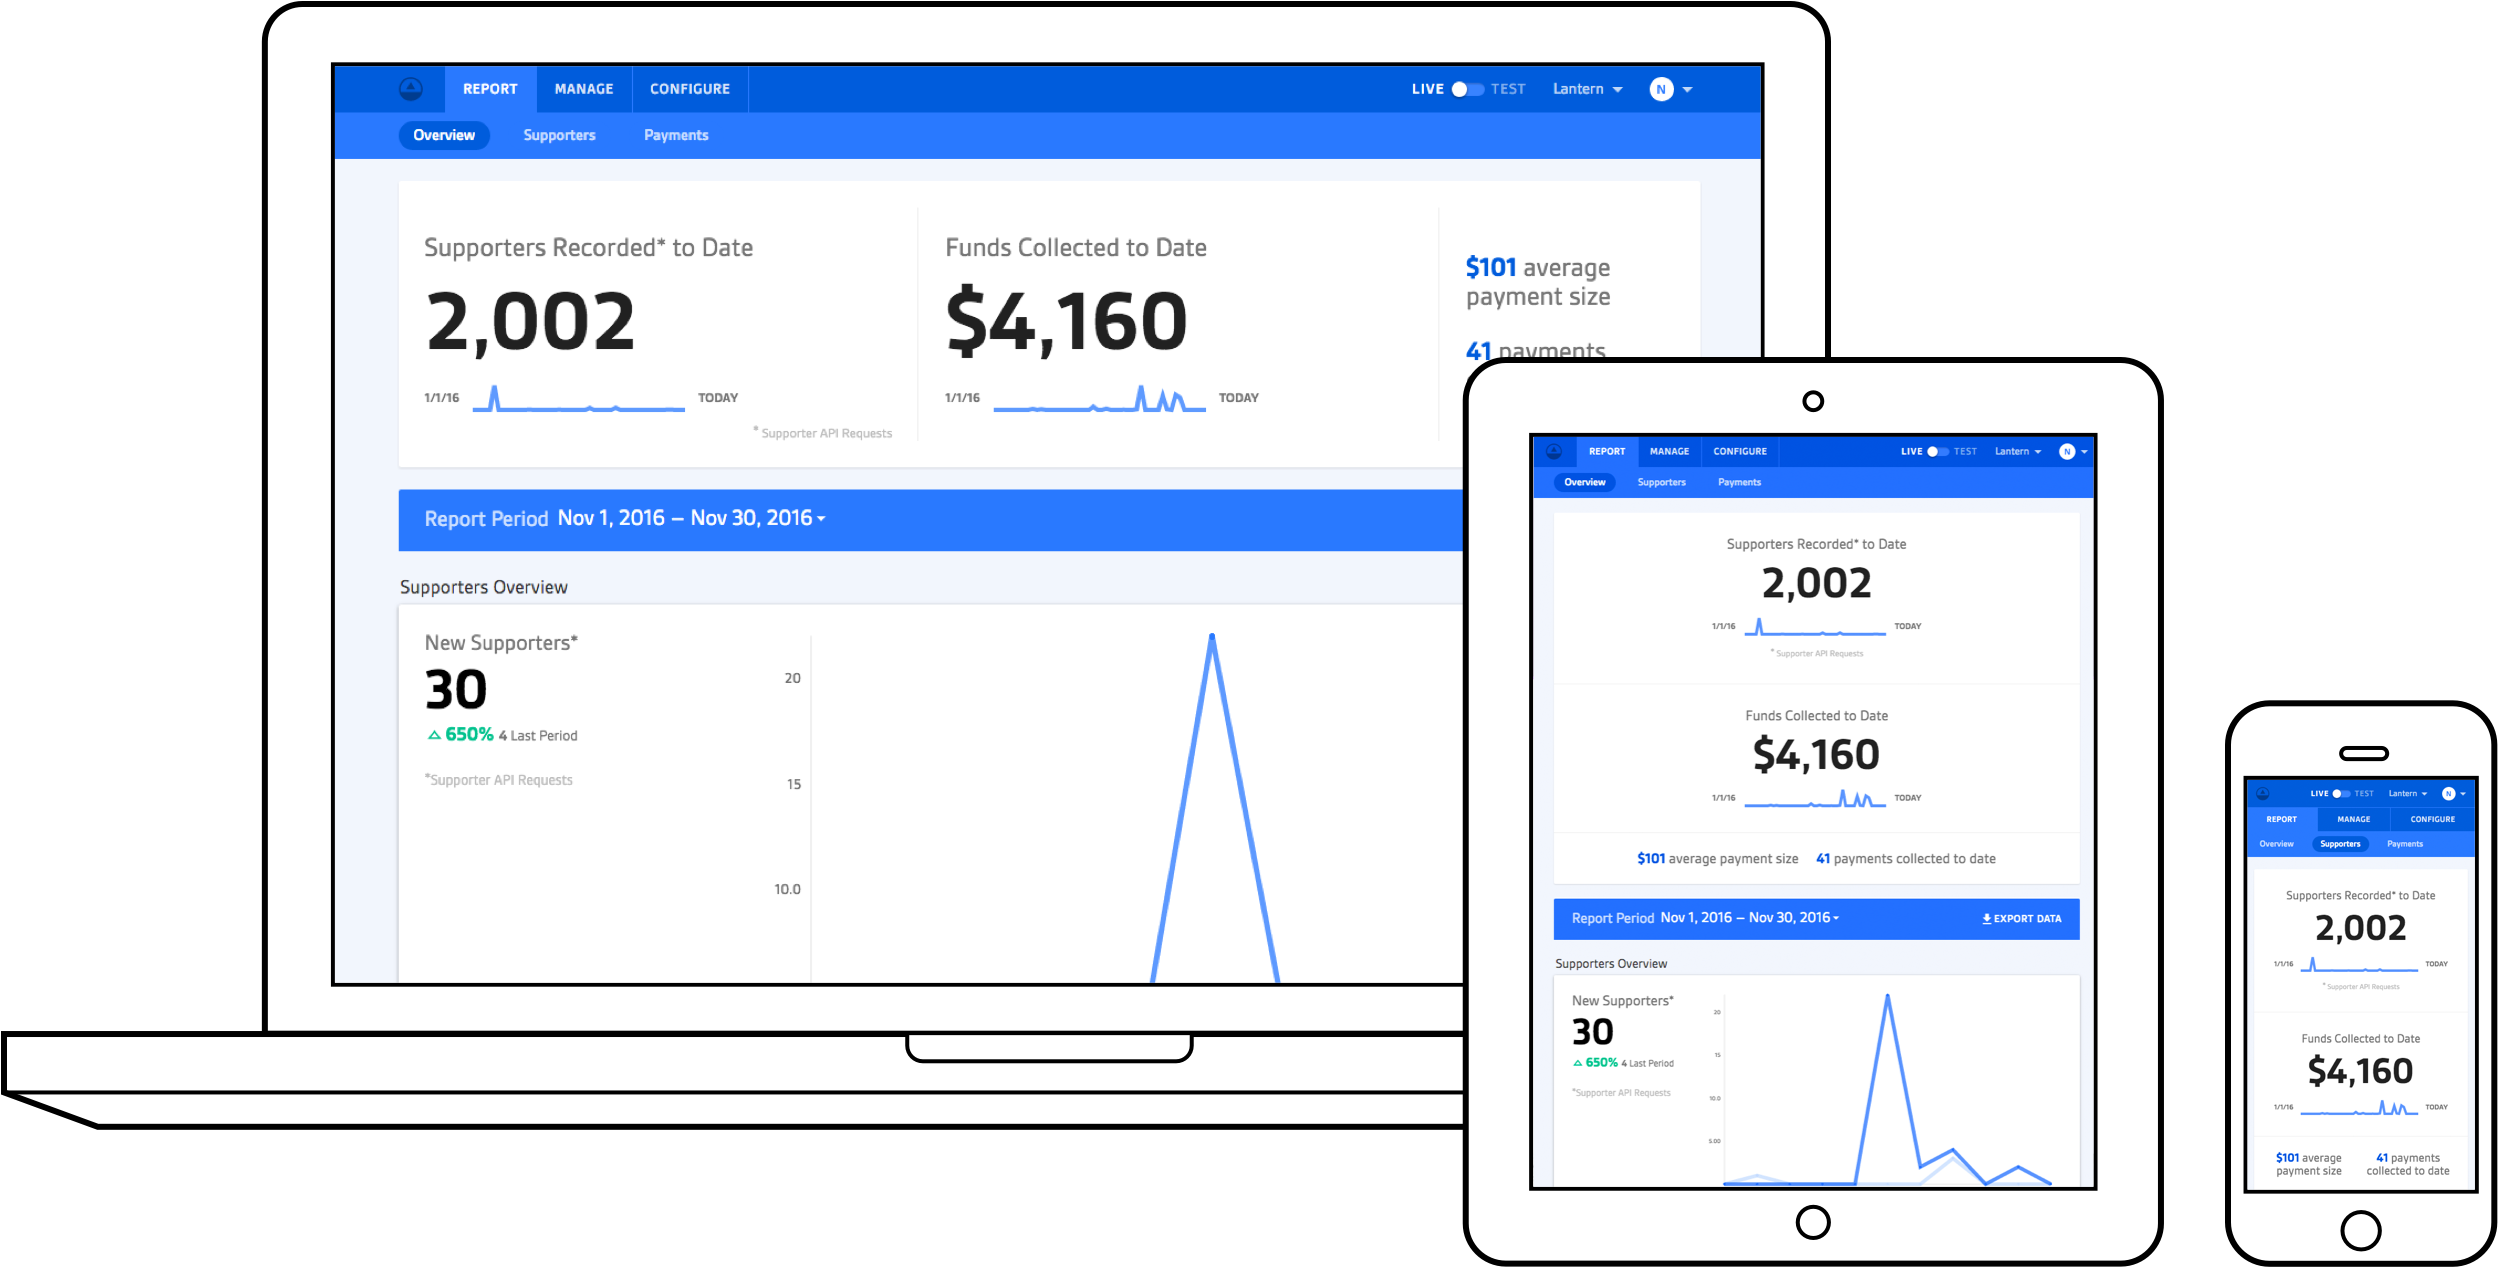 REPORT MANAGE CONFIGURE LIVE TEST Lantern N
Overview Supporters Payments
Supporters Recorded* to Date
2,002
1/1/16 TODAY
* Supporter API Requests
Funds Collected to Date
$4,160
1/1/16 TODAY
$101 average
payment size
41 payments
Report Period Nov 1, 2016 – Nov 30, 2016
Supporters Overview
New Supporters*
30
650% 4 Last Period
*Supporter API Requests
20
15
10.0
REPORT MANAGE CONFIGURE LIVE TEST Lantern N
Overview Supporters Payments
Supporters Recorded* to Date
2,002
1/1/16 TODAY
* Supporter API Requests
Funds Collected to Date
$4,160
1/1/16 TODAY
$101 average payment size 41 payments collected to date
Report Period Nov 1, 2016 – Nov 30, 2016 EXPORT DATA
Supporters Overview
New Supporters*
30
650% 4 Last Period
*Supporter API Requests
20
15
10.0
5.00
LIVE TEST Lantern N
REPORT MANAGE CONFIGURE
Overview Supporters Payments
Supporters Recorded* to Date
2,002
1/1/16 TODAY
* Supporter API Requests
Funds Collected to Date
$4,160
1/1/16 TODAY
$101 average
payment size
41 payments
collected to date